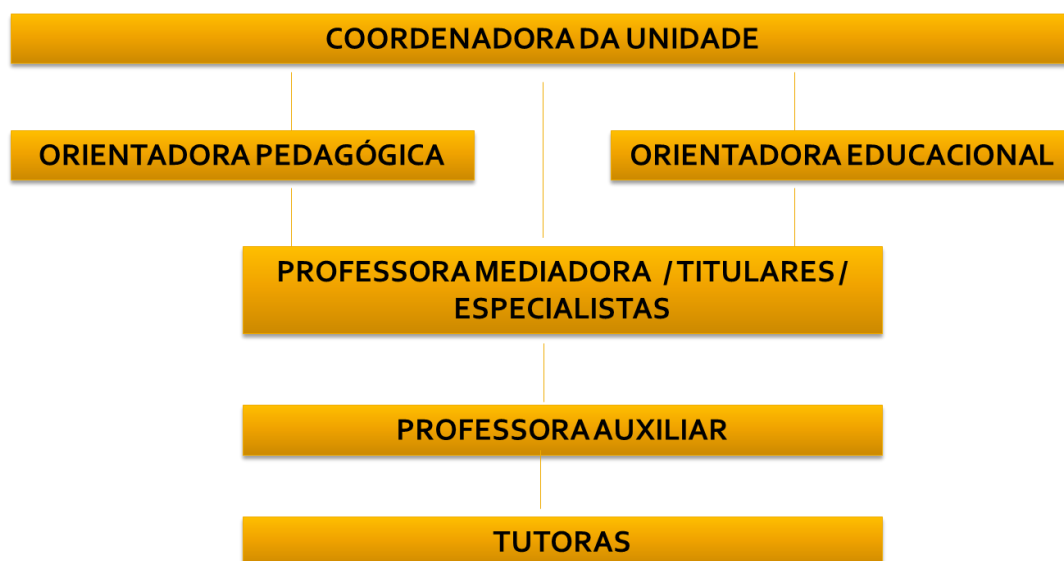 COORDENADORA DA UNIDADE
ORIENTADORA PEDAGÓGICA
ORIENTADORA EDUCACIONAL
PROFESSORA MEDIADORA / TITULARES /
ESPECIALISTAS
PROFESSORA AUXILIAR
TUTORAS